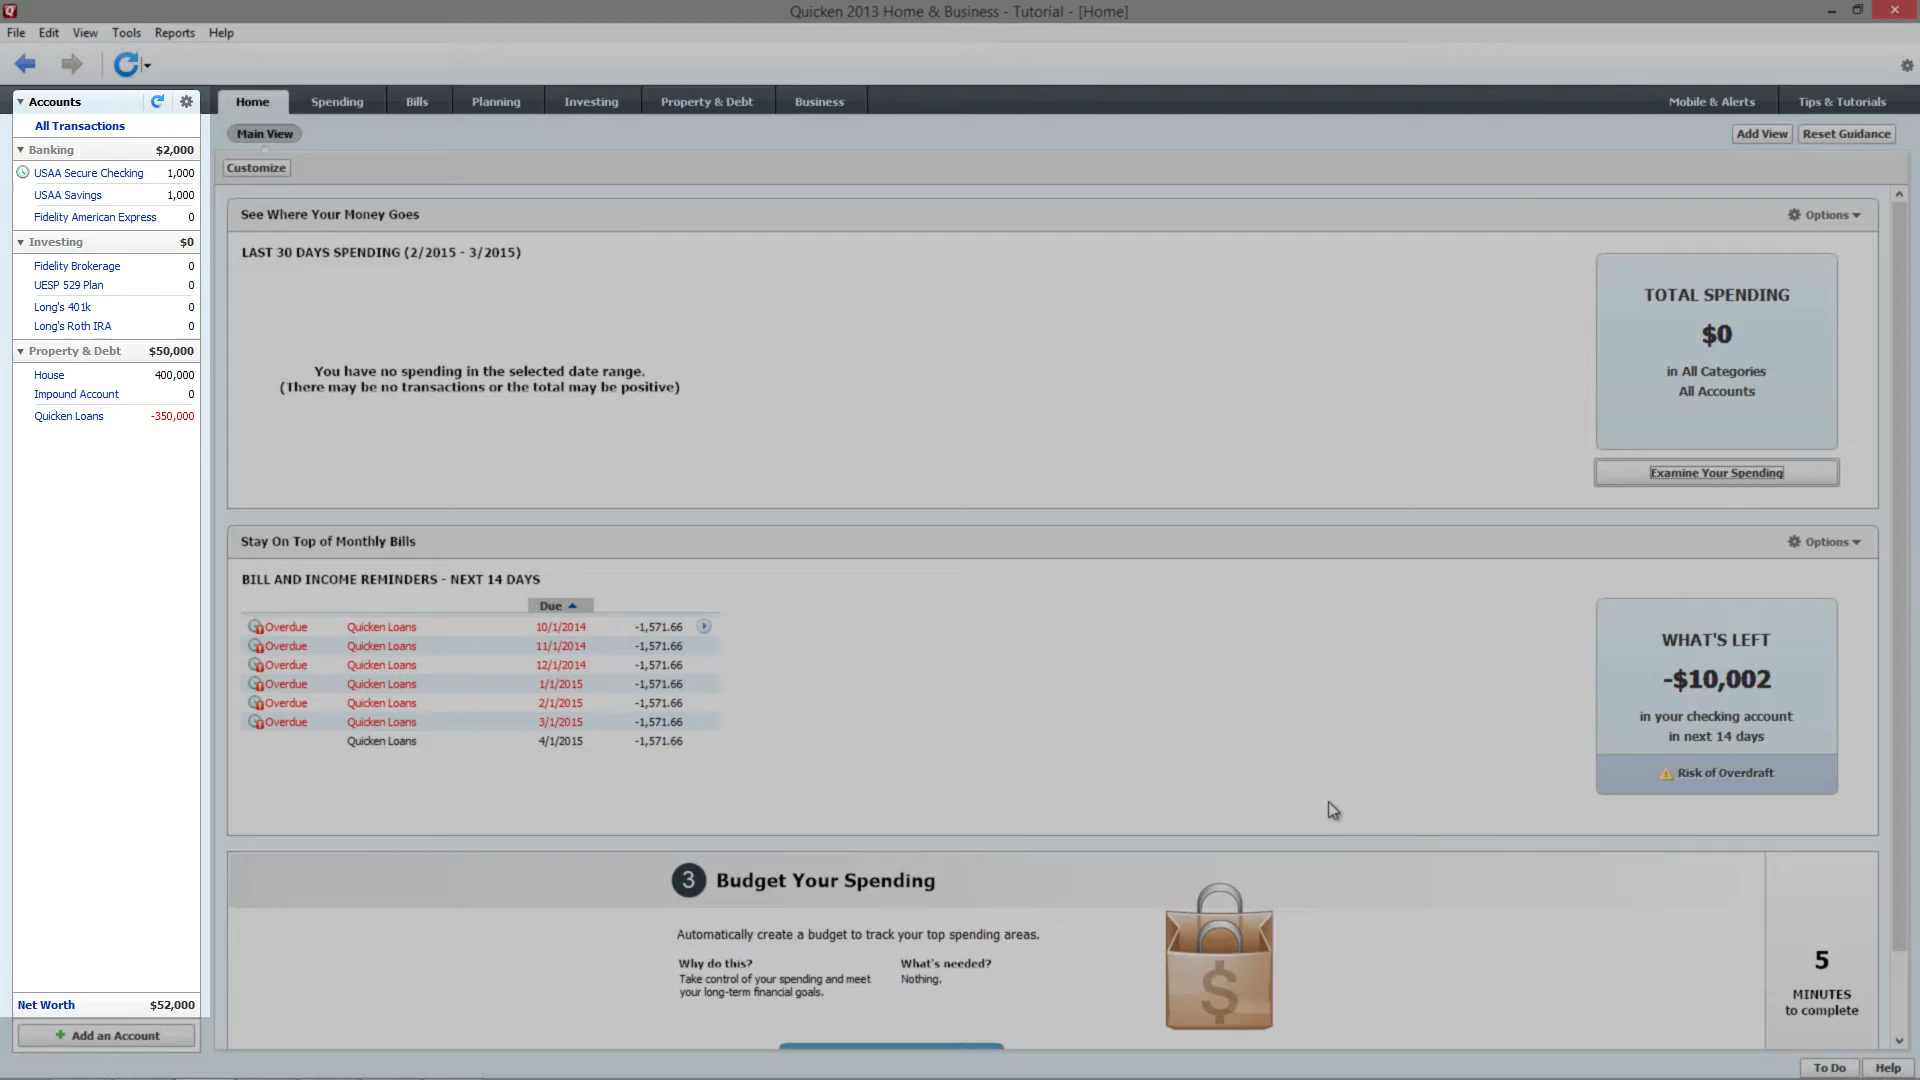 Quicken 2013 Home & Business - Tutorial - [Home]
File Edit View Tools Reports Help
Accounts
All Transactions
Banking $2,000
USAA Secure Checking 1,000
USAA Savings 1,000
Fidelity American Express 0
Investing $0
Fidelity Brokerage 0
UESP 529 Plan 0
Long's 401k 0
Long's Roth IRA 0
Property & Debt $50,000
House 400,000
Impound Account 0
Quicken Loans -350,000
Net Worth $52,000
Add an Account
Home Spending Bills Planning Investing Property & Debt Business Mobile & Alerts Tips & Tutorials
Main View Add View Reset Guidance
Customize
See Where Your Money Goes Options
LAST 30 DAYS SPENDING (2/2015 - 3/2015)
You have no spending in the selected date range.
(There may be no transactions or the total may be positive)
TOTAL SPENDING
$0
in All Categories
All Accounts
Examine Your Spending
Stay On Top of Monthly Bills Options
BILL AND INCOME REMINDERS - NEXT 14 DAYS
Due
Overdue Quicken Loans 10/1/2014 -1,571.66
Overdue Quicken Loans 11/1/2014 -1,571.66
Overdue Quicken Loans 12/1/2014 -1,571.66
Overdue Quicken Loans 1/1/2015 -1,571.66
Overdue Quicken Loans 2/1/2015 -1,571.66
Overdue Quicken Loans 3/1/2015 -1,571.66
Quicken Loans 4/1/2015 -1,571.66
WHAT'S LEFT
-$10,002
in your checking account
in next 14 days
Risk of Overdraft
3 Budget Your Spending
Automatically create a budget to track your top spending areas.
Why do this?
Take control of your spending and meet
your long-term financial goals.
What's needed?
Nothing.
$
5
MINUTES
to complete
To Do Help